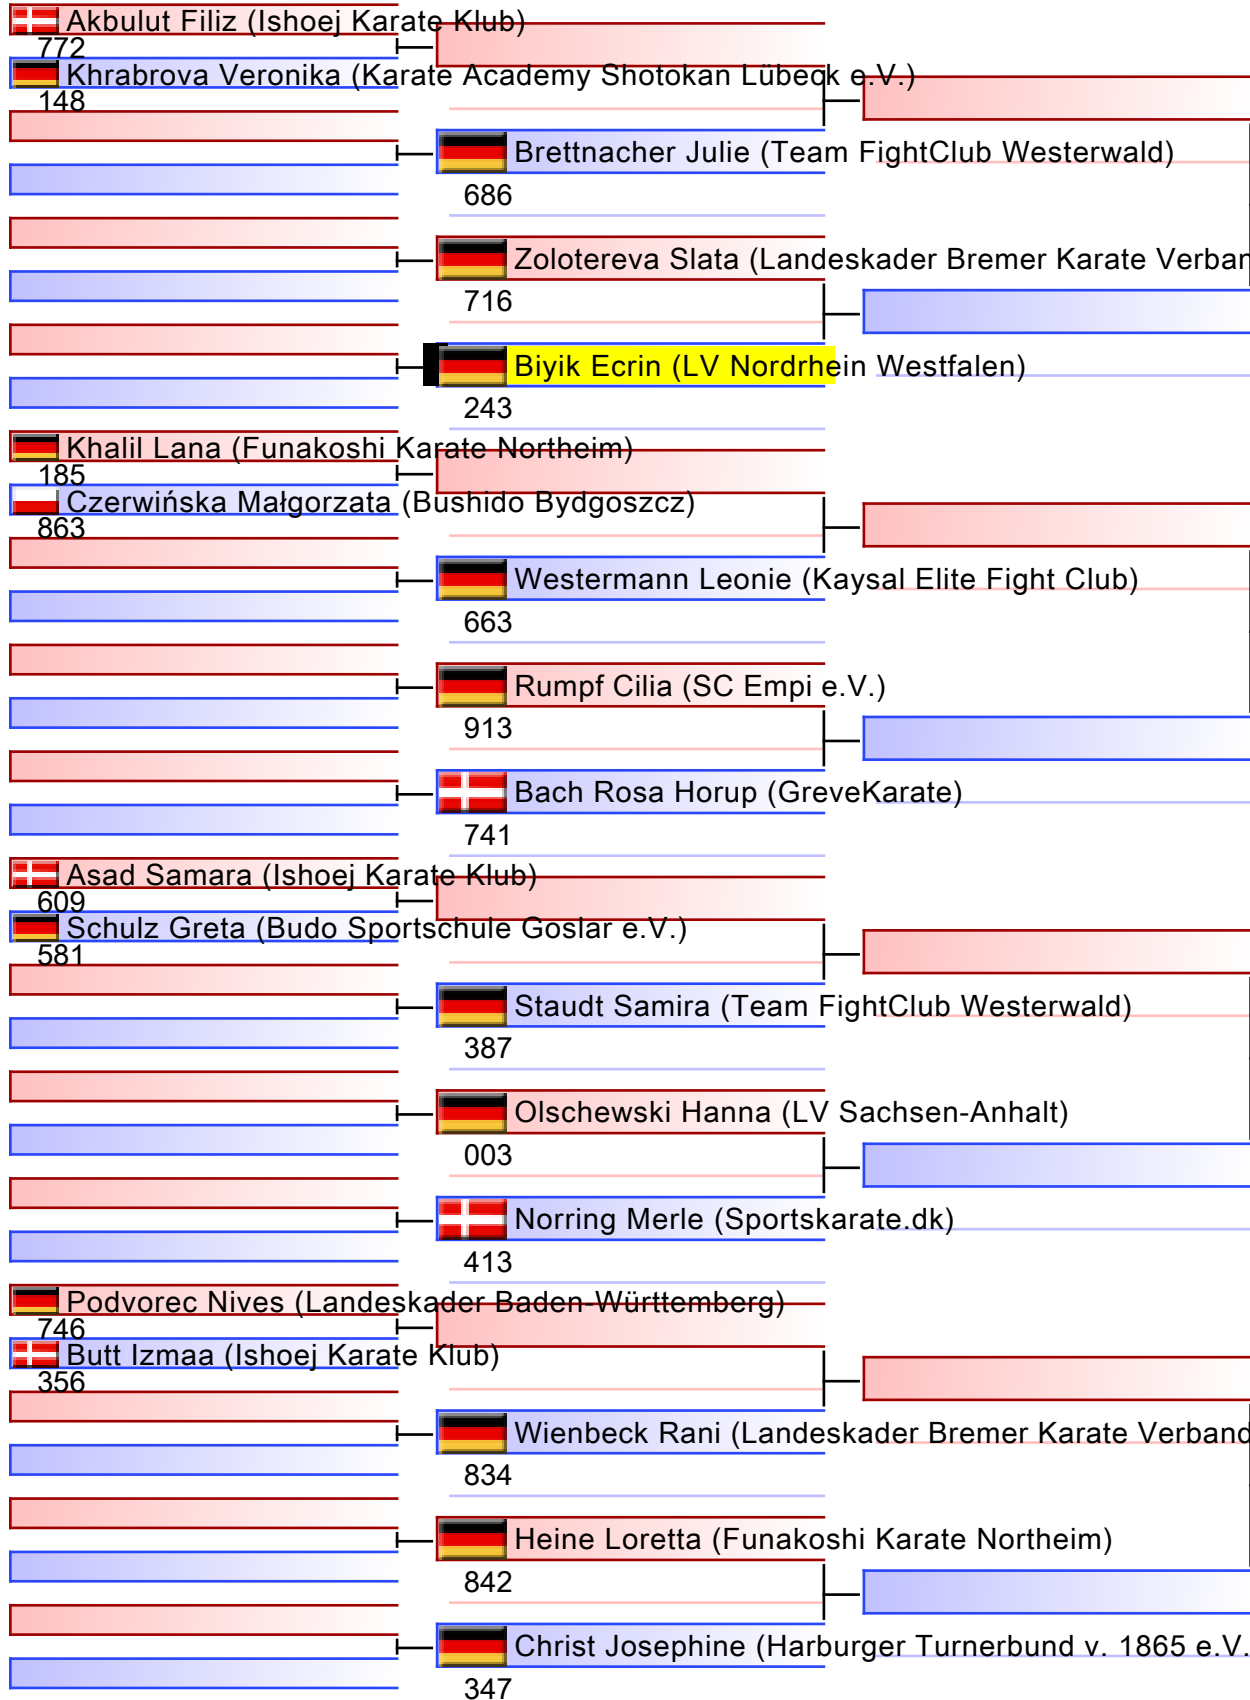 Akbulut Filiz (Ishoej Karate Klub)
772
Khrabrova Veronika (Karate Academy Shotokan Lübeck e.V.)
148
Brettnacher Julie (Team FightClub Westerwald)
686
Zolotereva Slata (Landeskader Bremer Karate Verban
716
Biyik Ecrin (LV Nordrhein Westfalen)
243
Khalil Lana (Funakoshi Karate Northeim)
185
Czerwińska Małgorzata (Bushido Bydgoszcz)
863
Westermann Leonie (Kaysal Elite Fight Club)
663
Rumpf Cilia (SC Empi e.V.)
913
Bach Rosa Horup (GreveKarate)
741
Asad Samara (Ishoej Karate Klub)
609
Schulz Greta (Budo Sportschule Goslar e.V.)
581
Staudt Samira (Team FightClub Westerwald)
387
Olschewski Hanna (LV Sachsen-Anhalt)
003
Norring Merle (Sportskarate.dk)
413
Podvorec Nives (Landeskader Baden-Württemberg)
746
Butt Izmaa (Ishoej Karate Klub)
356
Wienbeck Rani (Landeskader Bremer Karate Verband
834
Heine Loretta (Funakoshi Karate Northeim)
842
Christ Josephine (Harburger Turnerbund v. 1865 e.V.
347